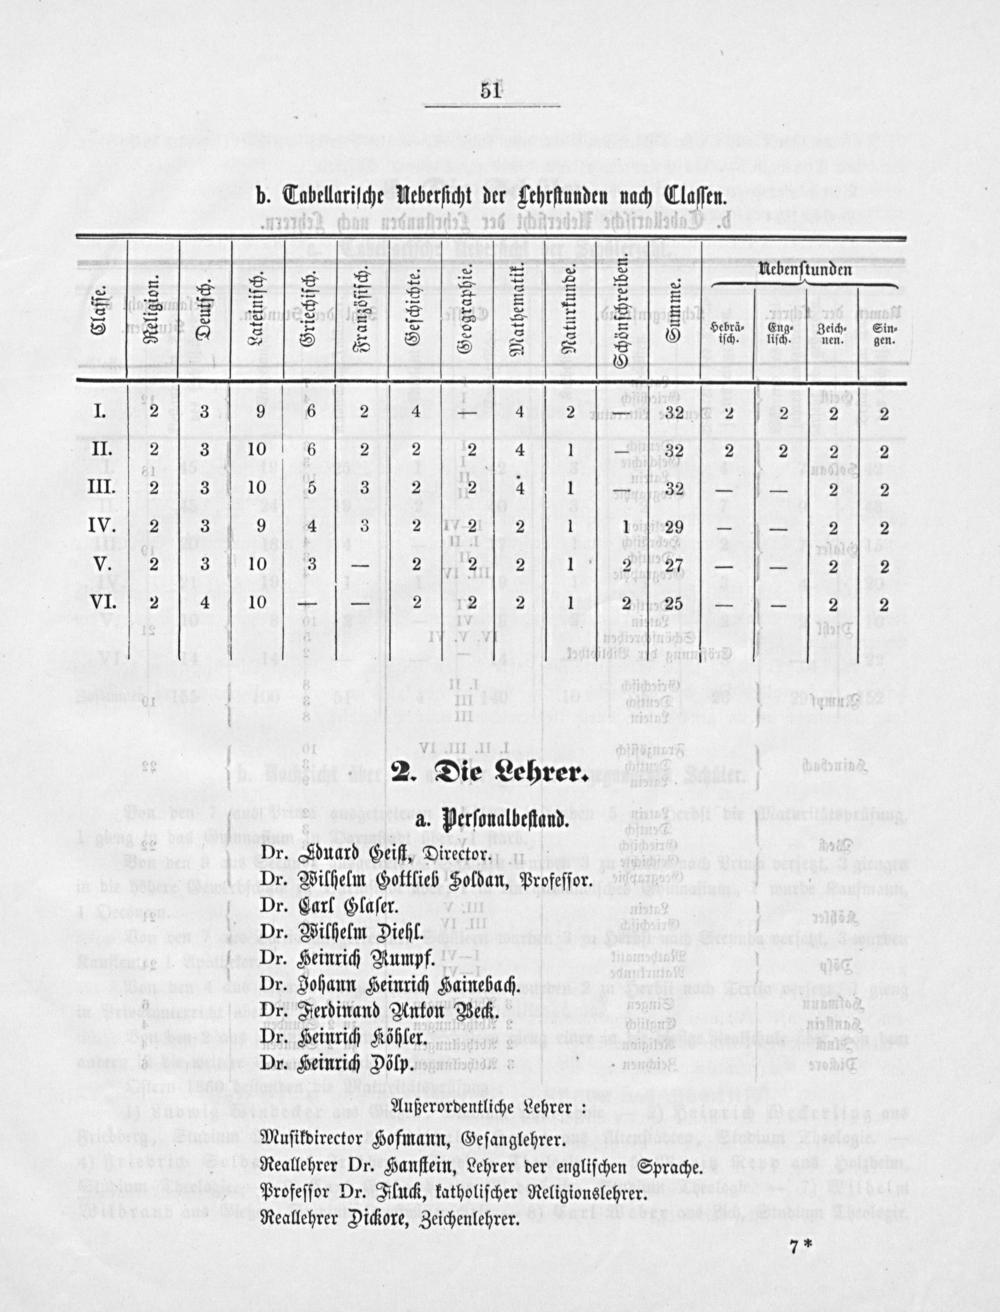 51
b. Tabellarische Uebersicht der Lehrstunden nach Classen.
Classe. Religion. Deutsch. Lateinisch. Griechisch. Französisch. Geschichte. Geographie. Mathematik. Naturkunde. Schönschreiben. Summe. Nebenstunden
Hebrä- Eng- Zeich- Sin-
isch. lisch. nen. gen.
I. 2 3 9 6 2 4 — 4 2 — 32 2 2 2 2
II. 2 3 10 6 2 2 2 4 1 — 32 2 2 2 2
III. 2 3 10 5 3 2 2 4 1 — 32 — — 2 2
IV. 2 3 9 4 3 2 2 2 1 1 29 — — 2 2
V. 2 3 10 3 — 2 2 2 1 2 27 — — 2 2
VI. 2 4 10 — — 2 2 2 1 2 25 — — 2 2
2. Die Lehrer.
a. Personalbestand.
Dr. Eduard Geist, Director.
Dr. Wilhelm Gottlieb Soldan, Professor.
Dr. Carl Glaser.
Dr. Wilhelm Diehl.
Dr. Heinrich Rumpf.
Dr. Johann Heinrich Hainebach.
Dr. Ferdinand Anton Beck.
Dr. Heinrich Köhler.
Dr. Heinrich Dölp.
Außerordentliche Lehrer :
Musikdirector Hofmann, Gesanglehrer.
Reallehrer Dr. Hanstein, Lehrer der englischen Sprache.
Professor Dr. Fluck, katholischer Religionslehrer.
Reallehrer Dickore, Zeichenlehrer.
7*